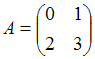 A = (0 1
2 3)